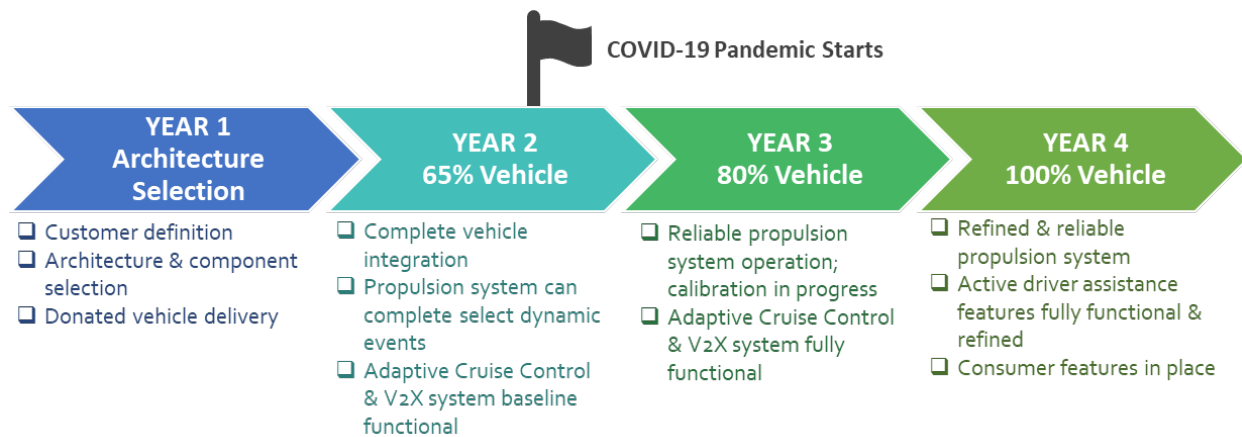 COVID-19 Pandemic Starts
YEAR 1
Architecture
Selection
YEAR 2
65% Vehicle
YEAR 3
80% Vehicle
YEAR 4
100% Vehicle
Customer definition
Architecture & component
selection
Donated vehicle delivery
Complete vehicle
integration
Propulsion system can
complete select dynamic
events
Adaptive Cruise Control
& V2X system baseline
functional
Reliable propulsion
system operation;
calibration in progress
Adaptive Cruise Control
& V2X system fully
functional
Refined & reliable
propulsion system
Active driver assistance
features fully functional &
refined
Consumer features in place